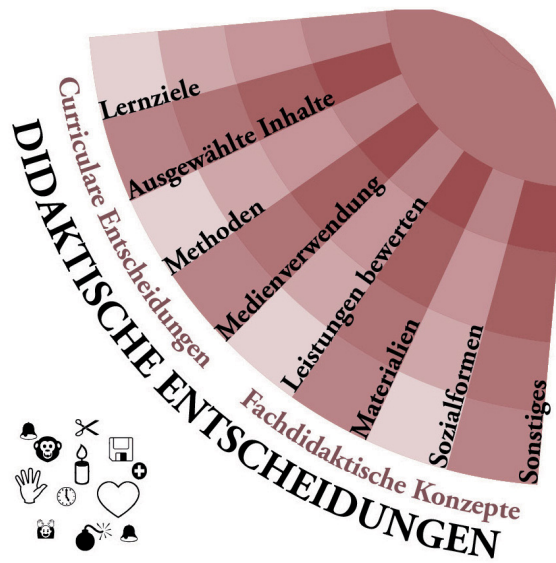 Lernziele
Ausgewählte Inhalte
Methoden
Medienverwendung
Leistungen bewerten
Materialien
Sozialformen
Sonstiges
Curriculare Entscheidungen
Fachdidaktische Konzepte
DIDAKTISCHE ENTSCHEIDUNGEN